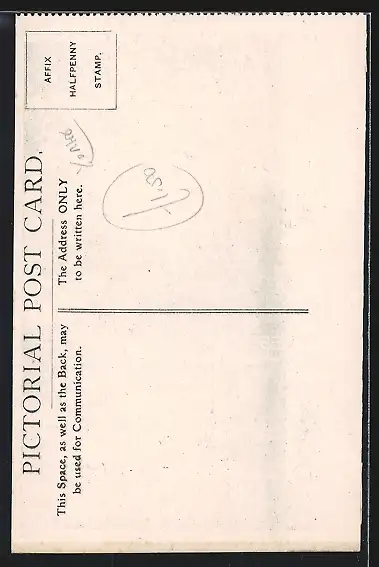 PICTORIAL POST CARD.
This Space, as well as the Back, may
be used for Communication.
The Address ONLY
to be written here.
AFFIX
HALFPENNY
STAMP.